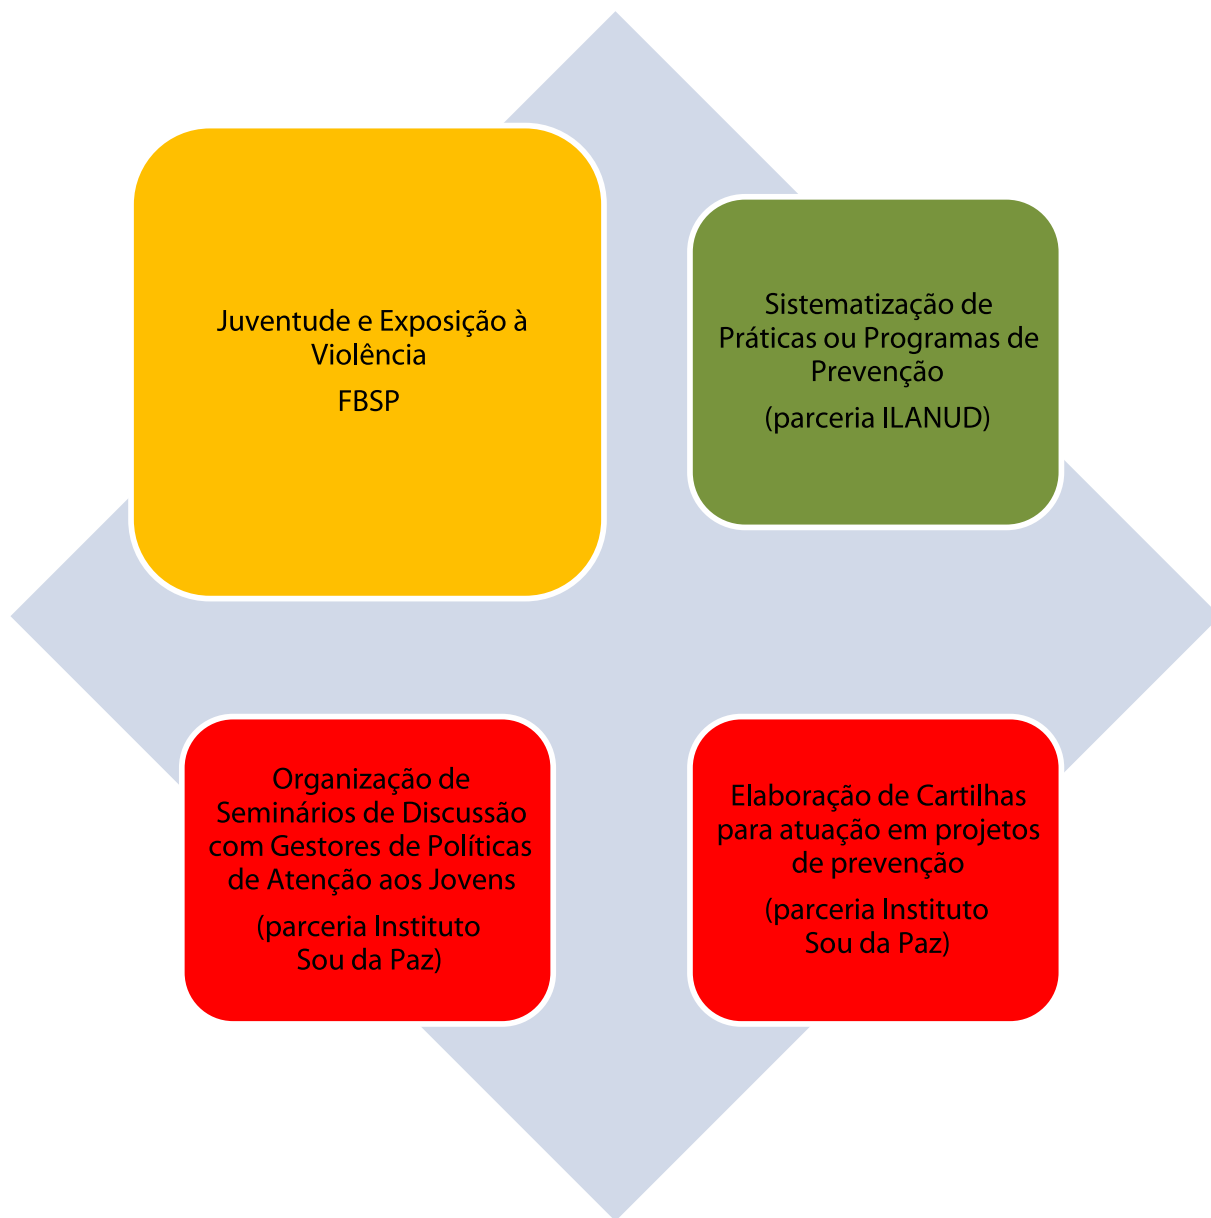 Juventude e Exposição à
Violência
FBSP
Sistematização de
Práticas ou Programas de
Prevenção
(parceria ILANUD)
Organização de
Seminários de Discussão
com Gestores de Políticas
de Atenção aos Jovens
(parceria Instituto
Sou da Paz)
Elaboração de Cartilhas
para atuação em projetos
de prevenção
(parceria Instituto
Sou da Paz)